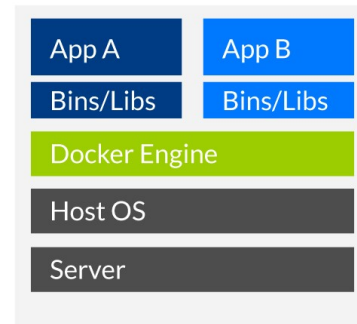 App A App B
Bins/Libs Bins/Libs
Docker Engine
Host OS
Server